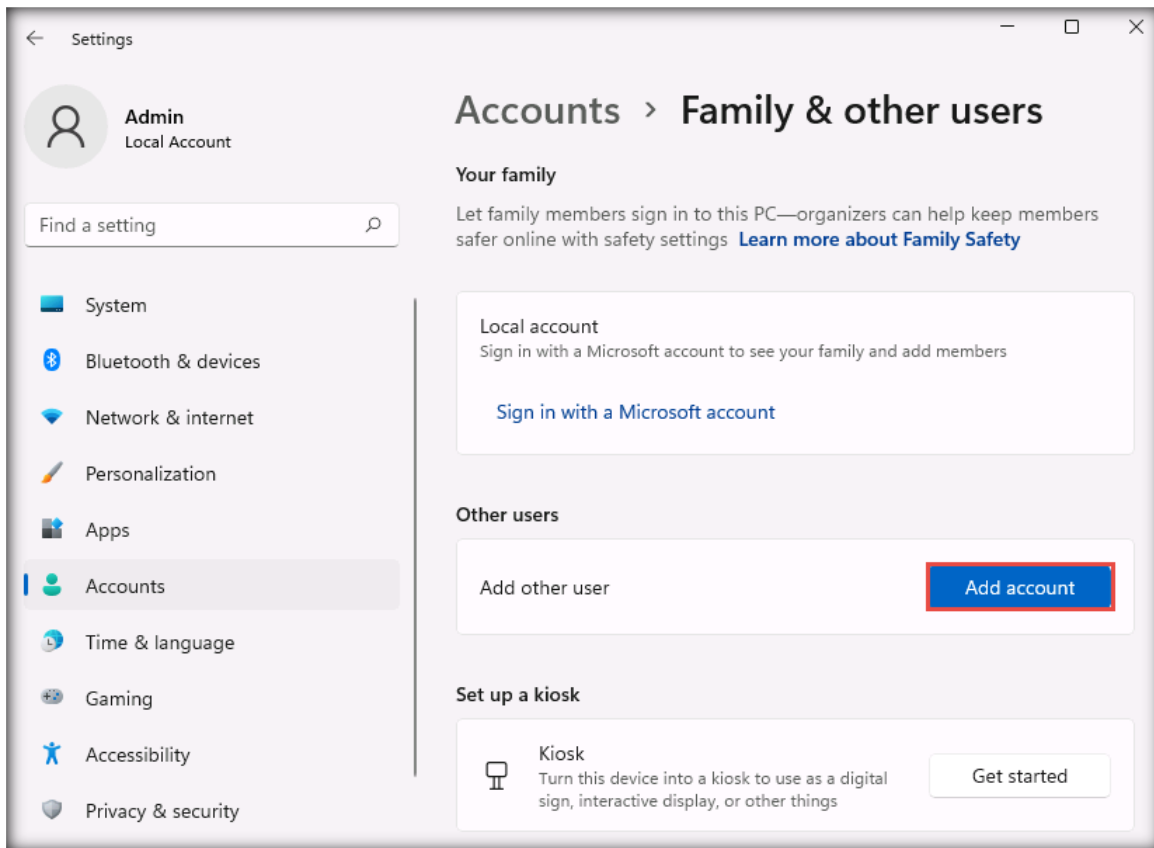 Settings
Admin
Local Account
Find a setting
System
Bluetooth & devices
Network & internet
Personalization
Apps
Accounts
Time & language
Gaming
Accessibility
Privacy & security
Accounts > Family & other users
Your family
Let family members sign in to this PC—organizers can help keep members
safer online with safety settings Learn more about Family Safety
Local account
Sign in with a Microsoft account to see your family and add members
Sign in with a Microsoft account
Other users
Add other user
Add account
Set up a kiosk
Kiosk
Turn this device into a kiosk to use as a digital
sign, interactive display, or other things
Get started